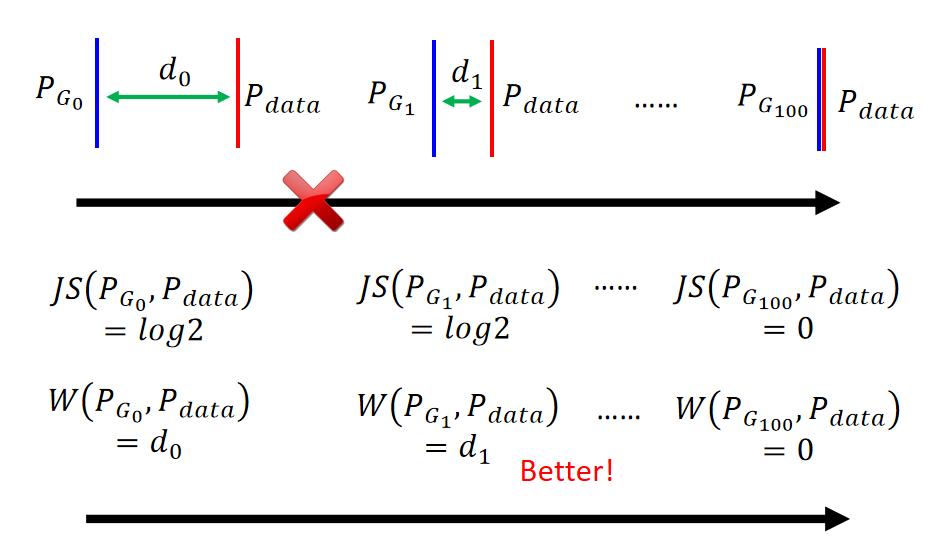 P_{G_0} d_0 P_{data} P_{G_1} d_1 P_{data} …… P_{G_{100}} P_{data}
JS(P_{G_0}, P_{data}) JS(P_{G_1}, P_{data}) …… JS(P_{G_{100}}, P_{data})
= log2 = log2 = 0
W(P_{G_0}, P_{data}) W(P_{G_1}, P_{data}) …… W(P_{G_{100}}, P_{data})
= d_0 = d_1 = 0
Better!